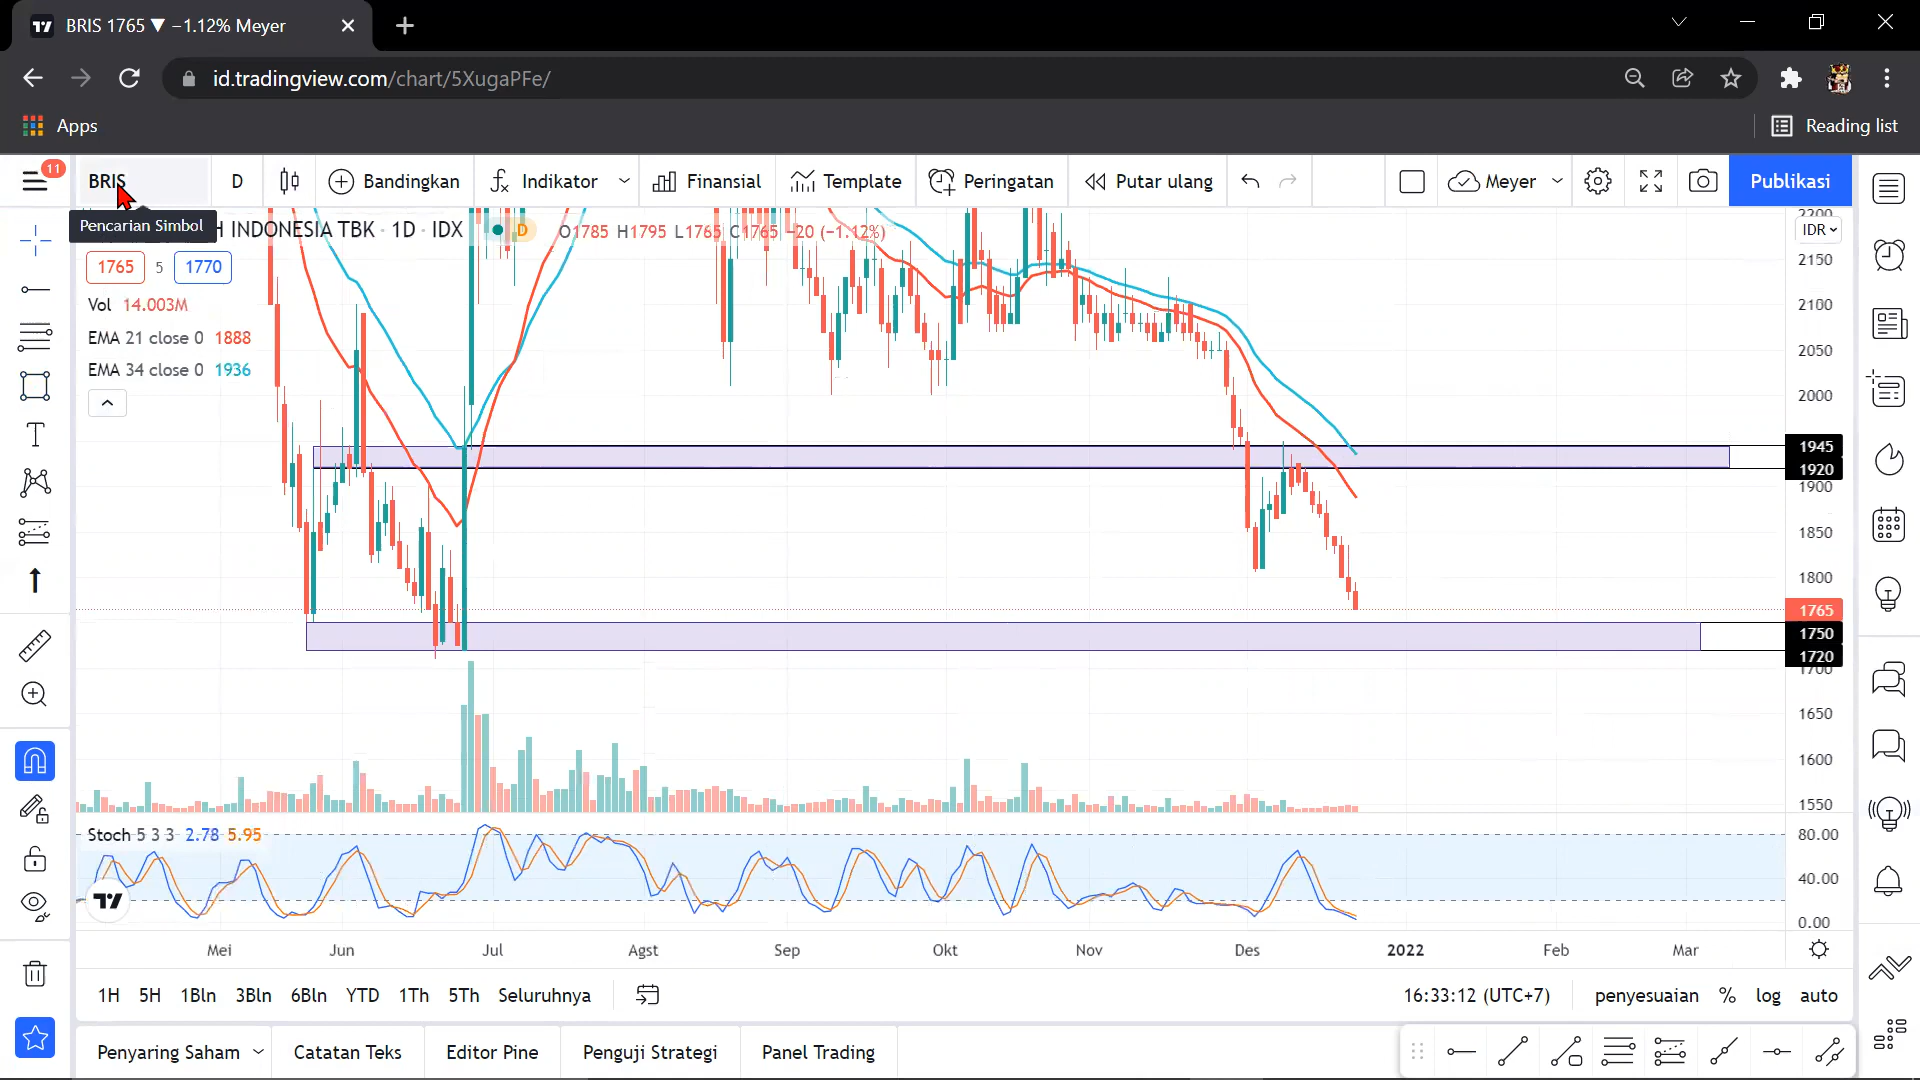 BRIS 1765 ▼ −1.12% Meyer
id.tradingview.com/chart/5XugaPFe/
Apps
Reading list
11
BRIS
D
Bandingkan
Indikator
Finansial
Template
Peringatan
Putar ulang
Meyer
Publikasi
Pencarian Simbol
H INDONESIA TBK · 1D · IDX
D
O1785 H1795 L1765 C1765 −20 (−1.12%)
1765 5 1770
Vol 14.003M
EMA 21 close 0 1888
EMA 34 close 0 1936
2200
IDR
2150
2100
2050
2000
1945
1920
1900
1850
1800
1765
1750
1720
1700
1650
1600
1550
Stoch 5 3 3 2.78 5.95
80.00
40.00
0.00
Mei Jun Jul Agst Sep Okt Nov Des 2022 Feb Mar
1H 5H 1Bln 3Bln 6Bln YTD 1Th 5Th Seluruhnya
16:33:12 (UTC+7)
penyesuaian % log auto
Penyaring Saham
Catatan Teks
Editor Pine
Penguji Strategi
Panel Trading